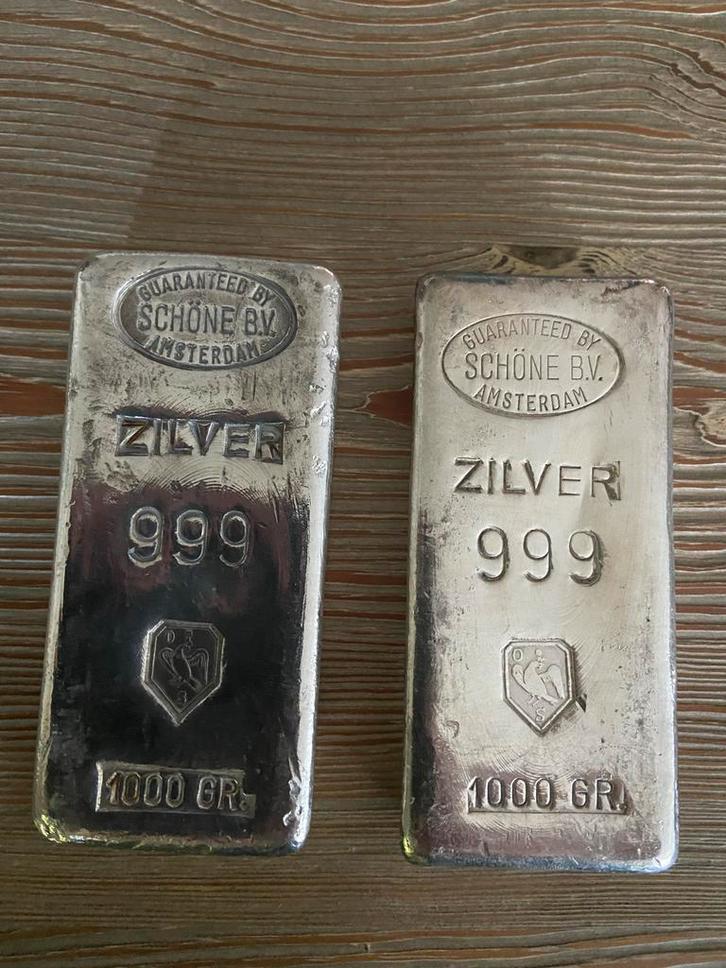 GUARANTEED BY
SCHÖNE B.V.
AMSTERDAM
ZILVER
999
1000 GR.
GUARANTEED BY
SCHÖNE B.V.
AMSTERDAM
ZILVER
999
1000 GR.